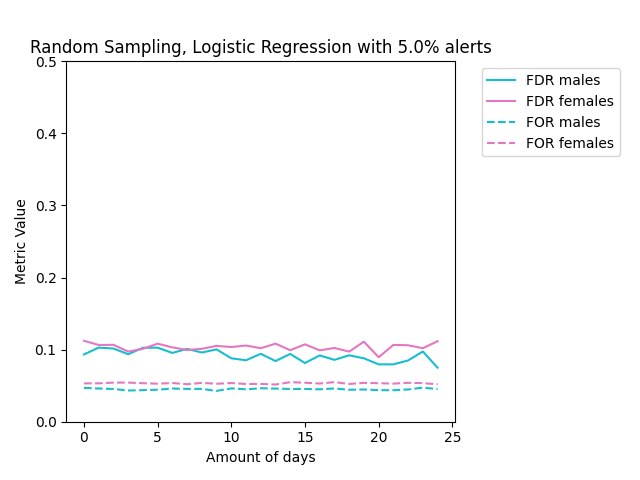 Random Sampling, Logistic Regression with 5.0% alerts
0.5
0.4
0.3
0.2
0.1
0.0
Metric Value
0 5 10 15 20 25
Amount of days
FDR males
FDR females
FOR males
FOR females